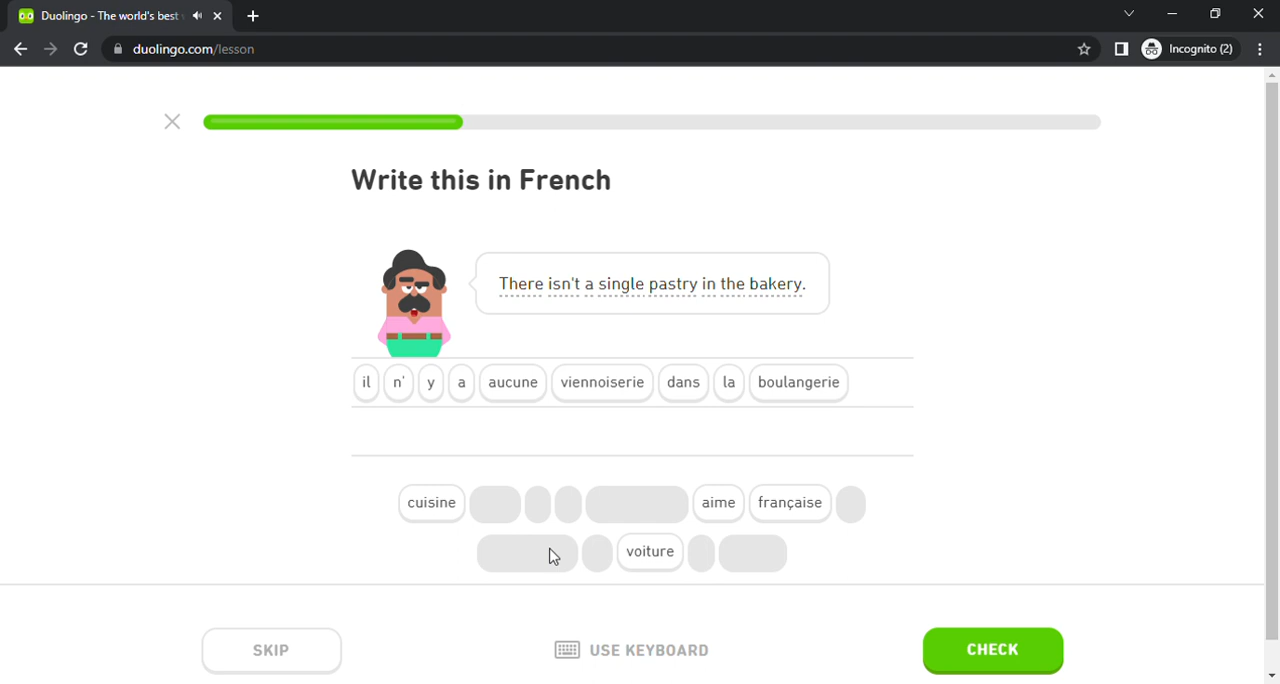 Duolingo - The world's best
duolingo.com/lesson
Incognito (2)
Write this in French
There isn't a single pastry in the bakery.
il n' y a aucune viennoiserie dans la boulangerie
cuisine aime française
voiture
SKIP USE KEYBOARD CHECK